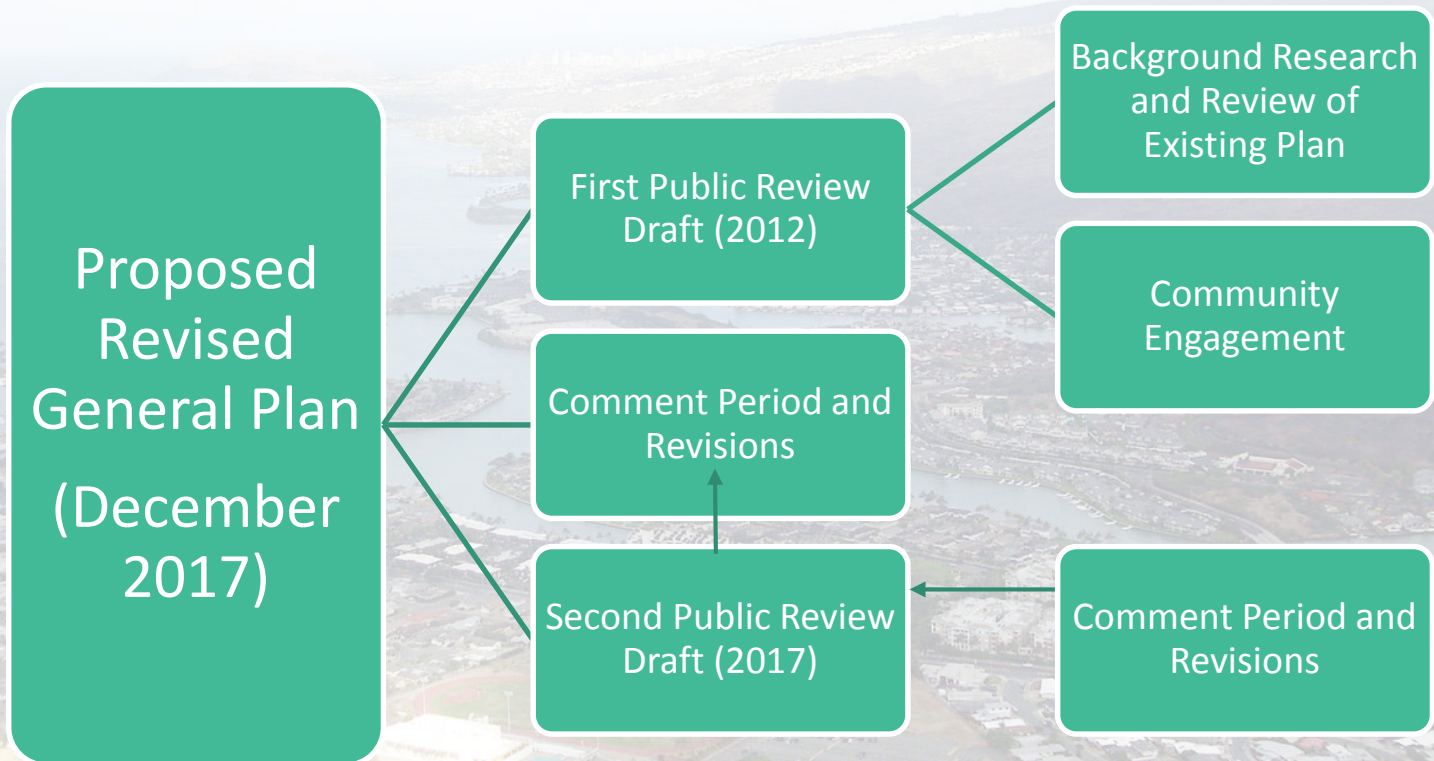 Proposed
Revised
General Plan
(December
2017)
First Public Review
Draft (2012)
Comment Period and
Revisions
Second Public Review
Draft (2017)
Background Research
and Review of
Existing Plan
Community
Engagement
Comment Period and
Revisions